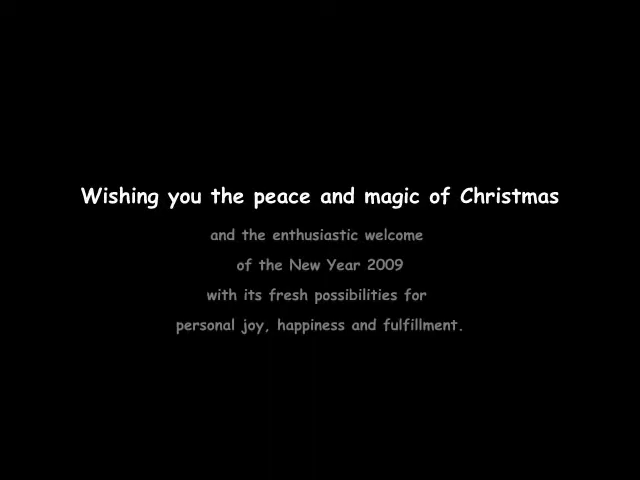 Wishing you the peace and magic of Christmas
and the enthusiastic welcome
of the New Year 2009
with its fresh possibilities for
personal joy, happiness and fulfillment.